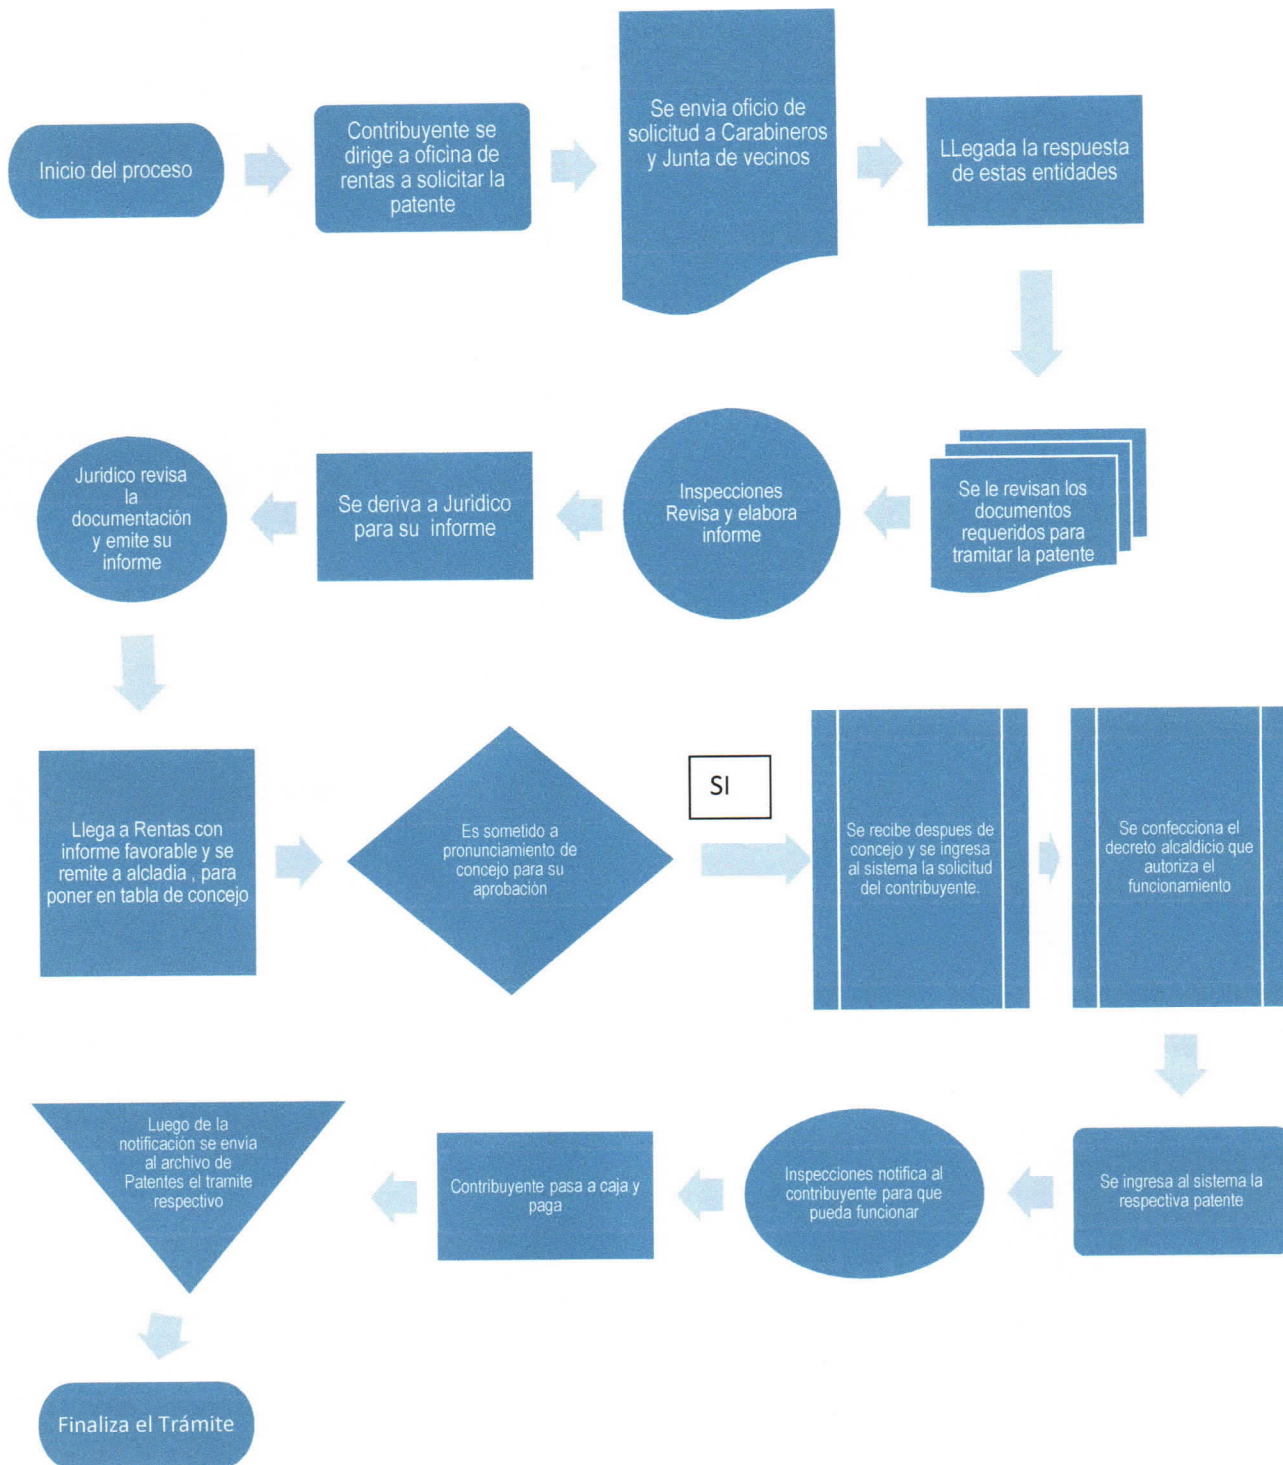 Inicio del proceso
Contribuyente se
dirige a oficina de
rentas a solicitar la
patente
Se envia oficio de
solicitud a Carabineros
y Junta de vecinos
LLegada la respuesta
de estas entidades
Se le revisan los
documentos
requeridos para
tramitar la patente
Inspecciones
Revisa y elabora
informe
Se deriva a Juridico
para su informe
Juridico revisa
la
documentación
y emite su
informe
Llega a Rentas con
informe favorable y se
remite a alcladia , para
poner en tabla de concejo
Es sometido a
pronunciamiento de
concejo para su
aprobación
SI
Se recibe despues de
concejo y se ingresa
al sistema la solicitud
del contribuyente.
Se confecciona el
decreto alcaldicio que
autoriza el
funcionamiento
Se ingresa al sistema la
respectiva patente
Inspecciones notifica al
contribuyente para que
pueda funcionar
Contribuyente pasa a caja y
paga
Luego de la
notificación se envia
al archivo de
Patentes el tramite
respectivo
Finaliza el Trámite